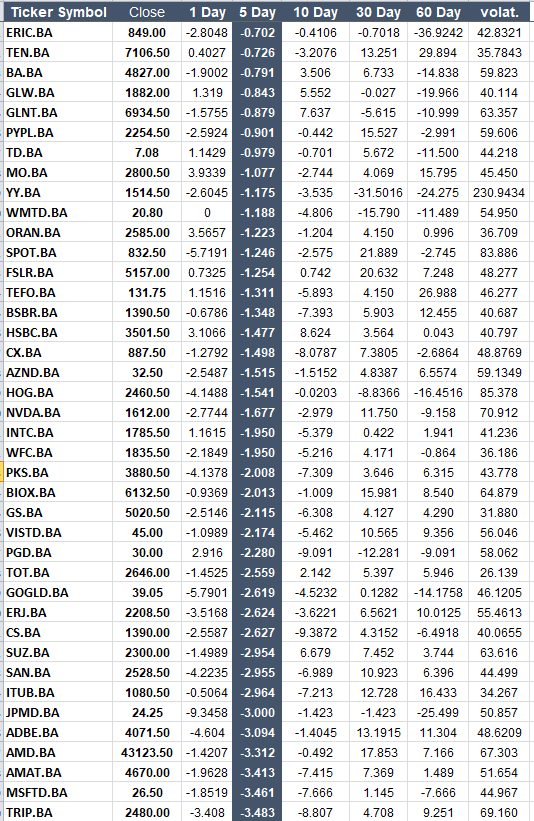 Ticker Symbol Close 1 Day 5 Day 10 Day 30 Day 60 Day volat.
ERIC.BA 849.00 -2.8048 -0.702 -0.4106 -0.7018 -36.9242 42.8321
TEN.BA 7106.50 0.4027 -0.726 -3.2076 13.251 29.894 35.7843
BA.BA 4827.00 -1.9002 -0.791 3.506 6.733 -14.838 59.823
GLW.BA 1882.00 1.319 -0.843 5.552 -0.027 -19.966 40.114
GLNT.BA 6934.50 -1.5755 -0.879 7.637 -5.615 -10.999 63.357
PYPL.BA 2254.50 -2.5924 -0.901 -0.442 15.527 -2.991 59.606
TD.BA 7.08 1.1429 -0.979 -0.701 5.672 -11.500 44.218
MO.BA 2800.50 3.9339 -1.077 -2.744 4.069 15.795 45.450
YY.BA 1514.50 -2.6045 -1.175 -3.535 -31.5016 -24.275 230.9434
WMTD.BA 20.80 0 -1.188 -4.806 -15.790 -11.489 54.950
ORAN.BA 2585.00 3.5657 -1.223 -1.204 4.150 0.996 36.709
SPOT.BA 832.50 -5.7191 -1.246 -2.575 21.889 -2.745 83.886
FSLR.BA 5157.00 0.7325 -1.254 0.742 20.632 7.248 48.277
TEFO.BA 131.75 1.1516 -1.311 -5.893 4.150 26.988 46.277
BSBR.BA 1390.50 -0.6786 -1.348 -7.393 5.903 12.455 40.687
HSBC.BA 3501.50 3.1066 -1.477 8.624 3.564 0.043 40.797
CX.BA 887.50 -1.2792 -1.498 -8.0787 7.3805 -2.6864 48.8769
AZND.BA 32.50 -2.5487 -1.515 -1.5152 4.8387 6.5574 59.1349
HOG.BA 2460.50 -4.1488 -1.541 -0.0203 -8.8366 -16.4516 85.378
NVDA.BA 1612.00 -2.7744 -1.677 -2.979 11.750 -9.158 70.912
INTC.BA 1785.50 1.1615 -1.950 -5.379 0.422 1.941 41.236
WFC.BA 1835.50 -2.1849 -1.950 -5.216 4.171 -0.864 36.186
PKS.BA 3880.50 -4.1378 -2.008 -7.309 3.646 6.315 43.778
BIOX.BA 6132.50 -0.9369 -2.013 -1.009 15.981 8.540 64.879
GS.BA 5020.50 -2.5146 -2.115 -6.308 4.127 4.290 31.880
VISTD.BA 45.00 -1.0989 -2.174 -5.462 10.565 9.356 56.046
PGD.BA 30.00 2.916 -2.280 -9.091 -12.281 -9.091 58.062
TOT.BA 2646.00 -1.4525 -2.559 2.142 5.397 5.946 26.139
GOGLD.BA 39.05 -5.7901 -2.619 -4.5232 0.1282 -14.1758 46.1205
ERJ.BA 2208.50 -3.5168 -2.624 -3.6221 6.5621 10.0125 55.4613
CS.BA 1390.00 -2.5587 -2.627 -9.3872 4.3152 -6.4918 40.0655
SUZ.BA 2300.00 -1.4989 -2.954 6.679 7.452 3.744 63.616
SAN.BA 2528.50 -4.2235 -2.955 -6.989 10.923 6.396 44.499
ITUB.BA 1080.50 -0.5064 -2.964 -7.213 12.728 16.433 34.267
JPMD.BA 24.25 -9.3458 -3.000 -1.423 -1.423 -25.499 50.857
ADBE.BA 4071.50 -4.604 -3.094 -1.4045 13.1915 11.304 48.6209
AMD.BA 43123.50 -1.4207 -3.312 -0.492 17.853 7.166 67.303
AMAT.BA 4670.00 -1.9628 -3.413 -7.415 7.369 1.489 51.654
MSFTD.BA 26.50 -1.8519 -3.461 -7.666 1.145 -7.666 44.967
TRIP.BA 2480.00 -3.408 -3.483 -8.807 4.708 9.251 69.160